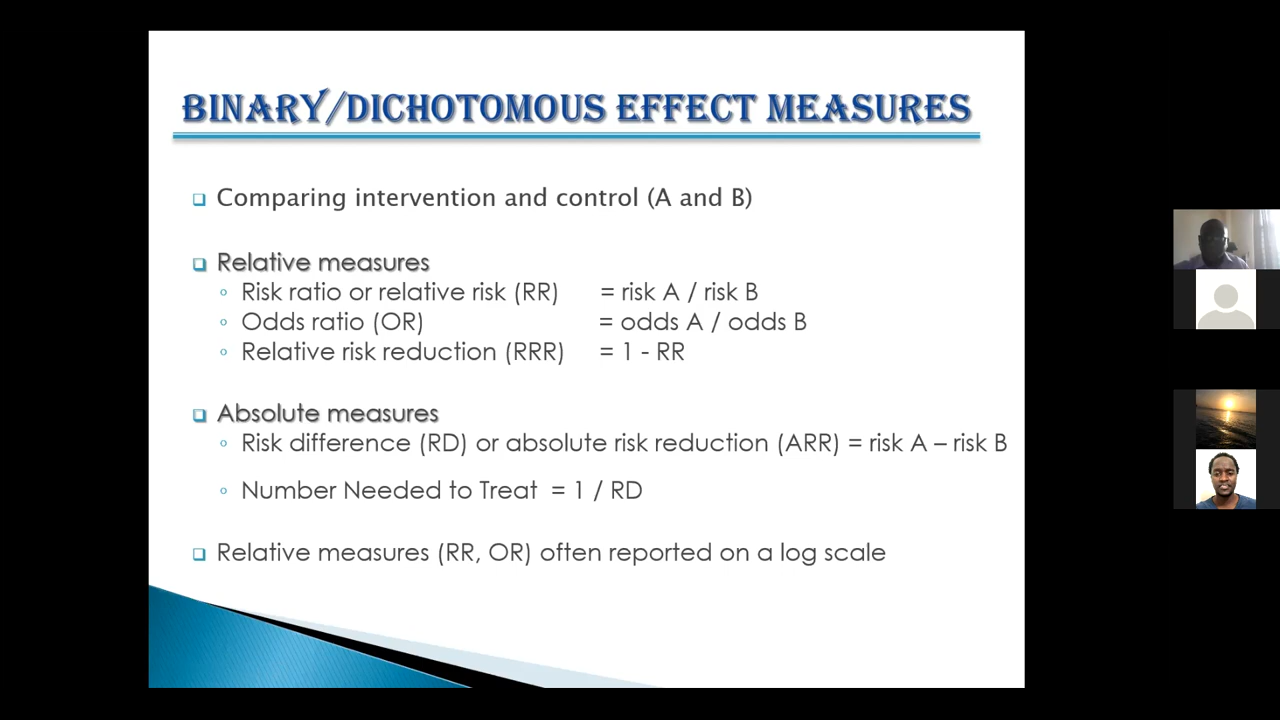 BINARY/DICHOTOMOUS EFFECT MEASURES
Comparing intervention and control (A and B)
Relative measures
Risk ratio or relative risk (RR) = risk A / risk B
Odds ratio (OR) = odds A / odds B
Relative risk reduction (RRR) = 1 - RR
Absolute measures
Risk difference (RD) or absolute risk reduction (ARR) = risk A – risk B
Number Needed to Treat = 1 / RD
Relative measures (RR, OR) often reported on a log scale